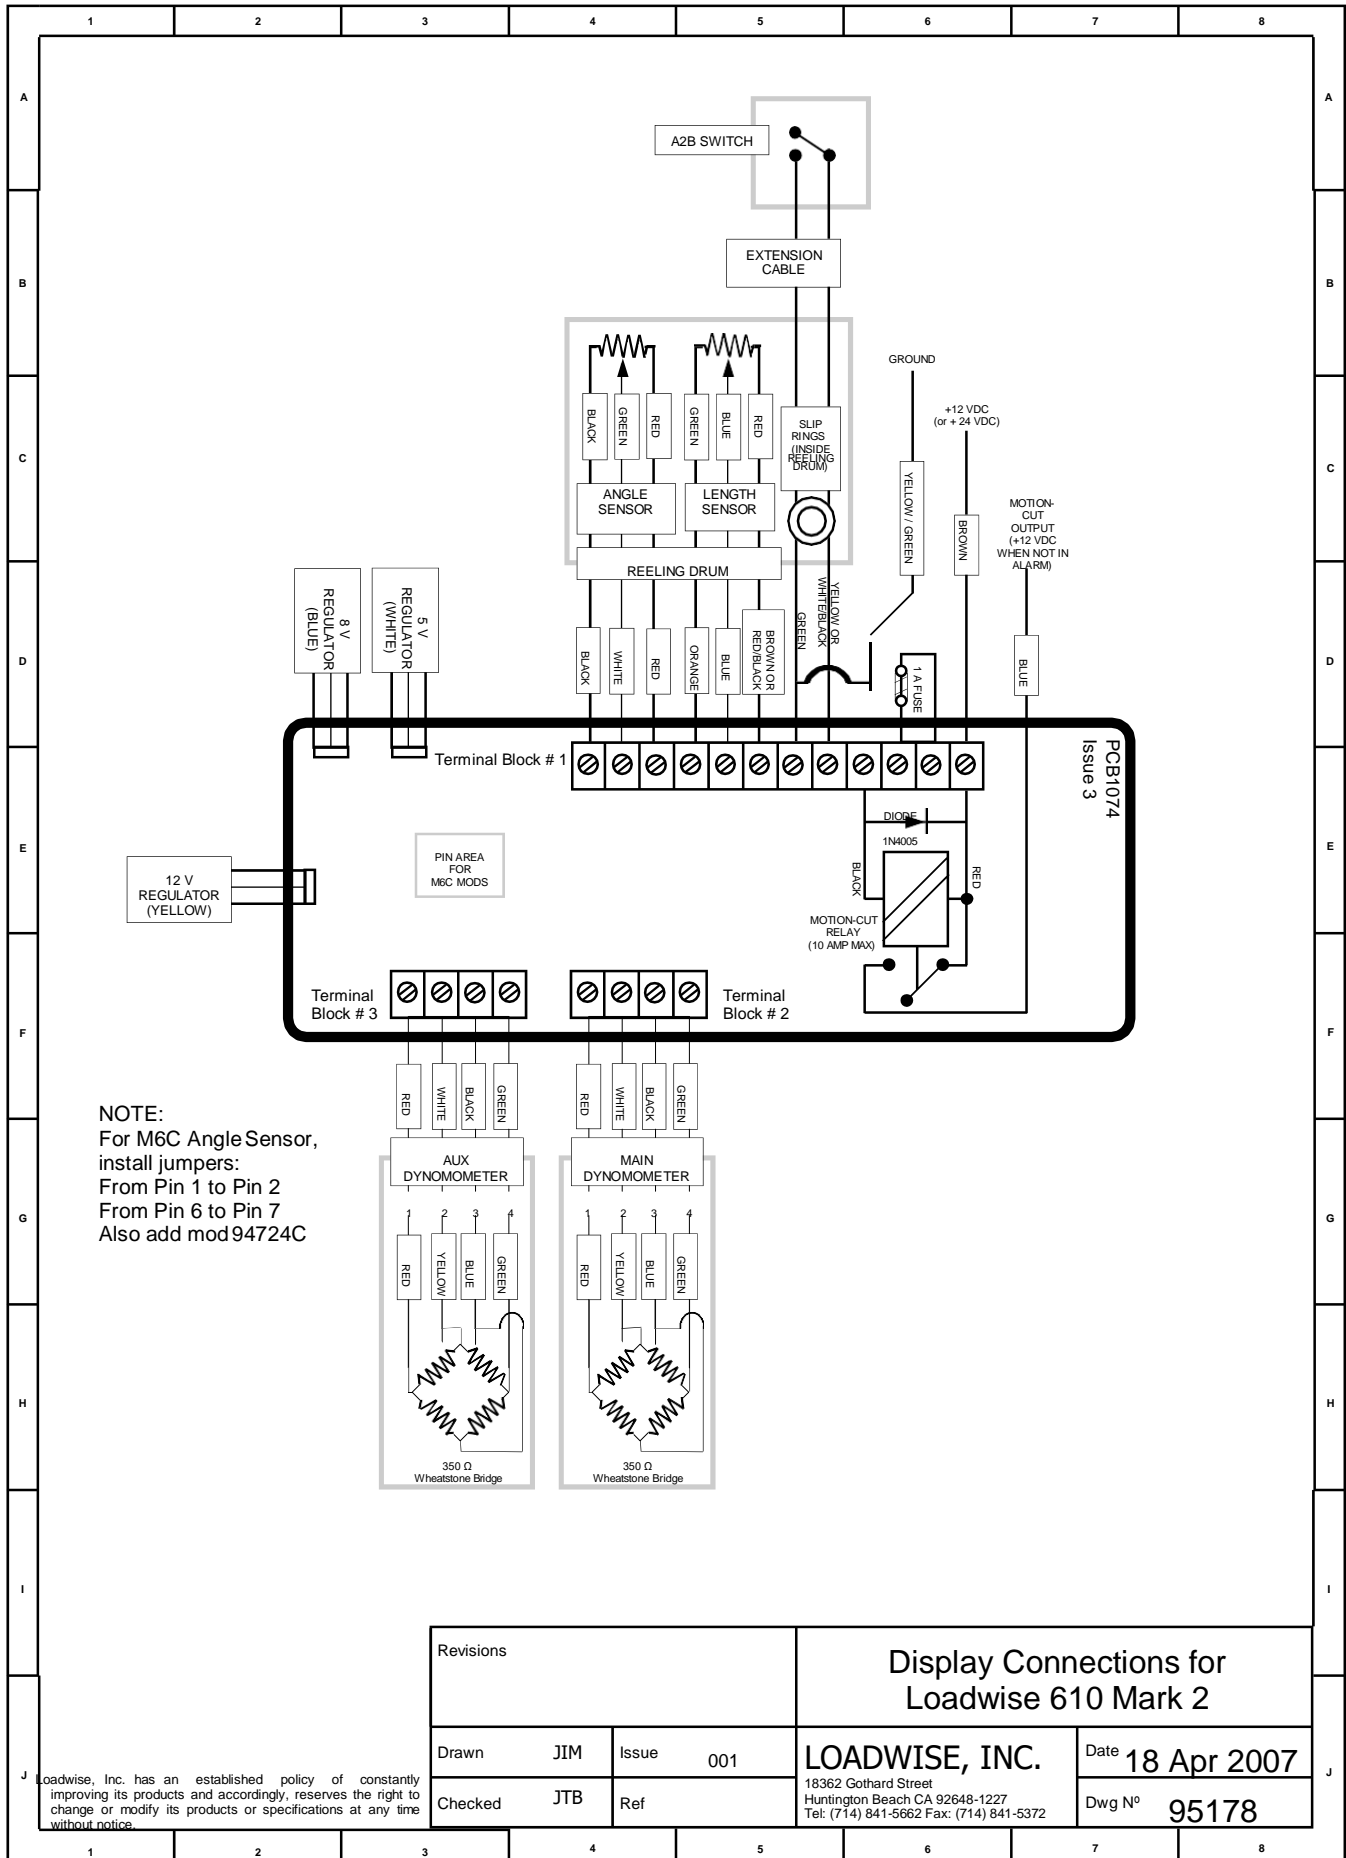 1 2 3 4 5 6 7 8
A A
A2B SWITCH
EXTENSION
CABLE
B B
GROUND
+12 VDC
(or + 24 VDC)
BLACK
GREEN
RED
GREEN
BLUE
RED
SLIP
RINGS
(INSIDE
REELING
DRUM)
C C
YELLOW / GREEN
BROWN
ANGLE
SENSOR
LENGTH
SENSOR
MOTION-
CUT
OUTPUT
(+12 VDC
WHEN NOT IN
ALARM)
REELING DRUM
8 V
REGULATOR
(BLUE)
5 V
REGULATOR
(WHITE)
BLACK
WHITE
RED
ORANGE
BLUE
BROWN OR
RED/BLACK
GREEN
YELLOW OR
WHITE/BLACK
1 A FUSE
BLUE
D D
Terminal Block # 1
PCB1074
Issue 3
DIODE
1N4005
E E
PIN AREA
FOR
M6C MODS
12 V
REGULATOR
(YELLOW)
BLACK
RED
MOTION-CUT
RELAY
(10 AMP MAX)
Terminal
Block # 3
Terminal
Block # 2
F F
RED
WHITE
BLACK
GREEN
RED
WHITE
BLACK
GREEN
NOTE:
For M6C Angle Sensor,
install jumpers:
From Pin 1 to Pin 2
From Pin 6 to Pin 7
Also add mod 94724C
AUX
DYNOMOMETER
MAIN
DYNOMOMETER
G G
1 2 3 4
1 2 3 4
RED
YELLOW
BLUE
GREEN
RED
YELLOW
BLUE
GREEN
H H
350 Ω
Wheatstone Bridge
350 Ω
Wheatstone Bridge
I I
Revisions
Display Connections for
Loadwise 610 Mark 2
Drawn JIM
Issue 001
LOADWISE, INC.
18362 Gothard Street
Huntington Beach CA 92648-1227
Tel: (714) 841-5662 Fax: (714) 841-5372
Date 18 Apr 2007
Checked JTB
Ref
Dwg Nº 95178
J J
Loadwise, Inc. has an established policy of constantly
improving its products and accordingly, reserves the right to
change or modify its products or specifications at any time
without notice.
1 2 3 4 5 6 7 8